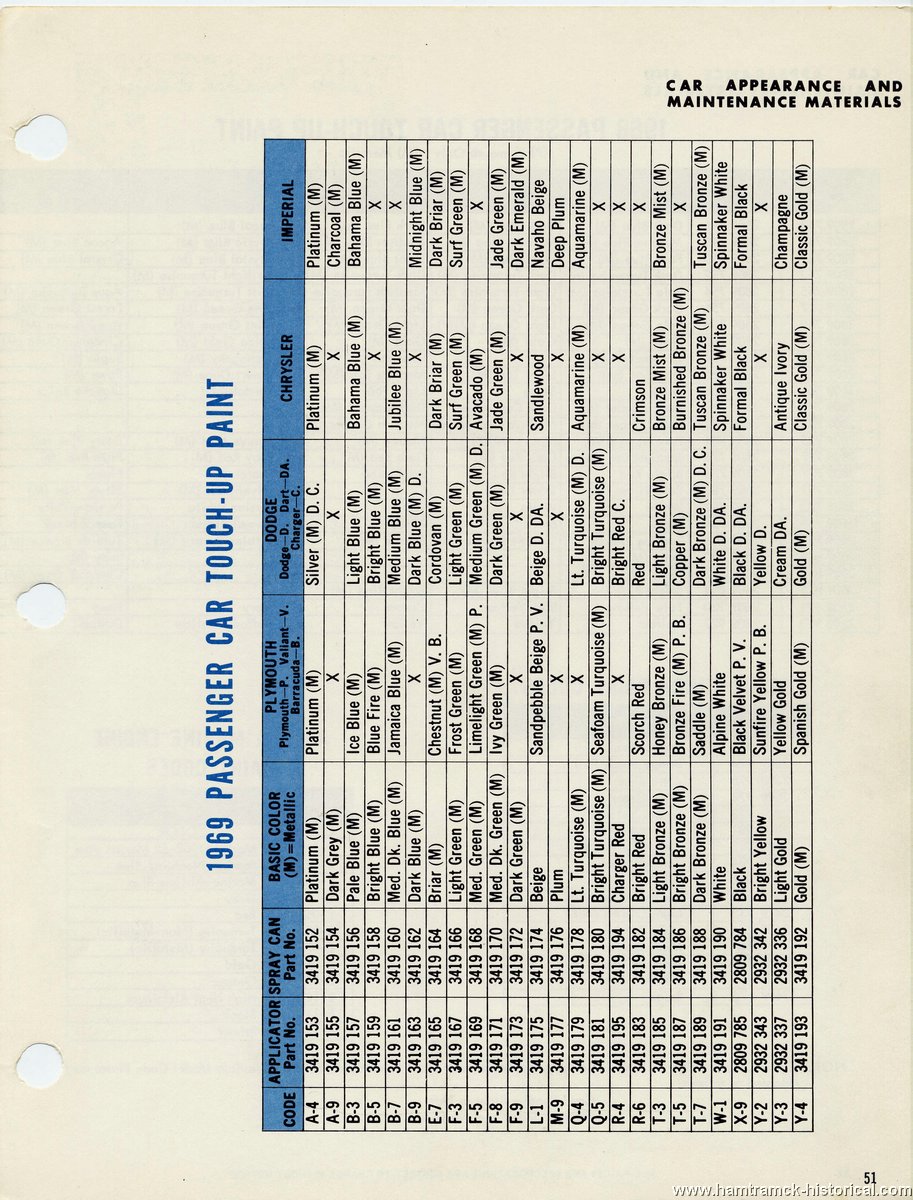 CAR APPEARANCE AND
MAINTENANCE MATERIALS
1969 PASSENGER CAR TOUCH-UP PAINT
CODE APPLICATOR Part No. SPRAY CAN Part No. BASIC COLOR (M) = Metallic PLYMOUTH Plymouth—P. Valiant—V. Barracuda—B. DODGE Dodge—D. Dart—DA. Charger—C. CHRYSLER IMPERIAL
A-4 3419 153 3419 152 Platinum (M) Platinum (M) Silver (M) D. C. Platinum (M) Platinum (M)
A-9 3419 155 3419 154 Dark Grey (M) X X X Charcoal (M)
B-3 3419 157 3419 156 Pale Blue (M) Ice Blue (M) Light Blue (M) Bahama Blue (M) Bahama Blue (M)
B-5 3419 159 3419 158 Bright Blue (M) Blue Fire (M) Bright Blue (M) X X
B-7 3419 161 3419 160 Med. Dk. Blue (M) Jamaica Blue (M) Medium Blue (M) Jubilee Blue (M) X
B-9 3419 163 3419 162 Dark Blue (M) X Dark Blue (M) D. X Midnight Blue (M)
E-7 3419 165 3419 164 Briar (M) Chestnut (M) V. B. Cordovan (M) Dark Briar (M) Dark Briar (M)
F-3 3419 167 3419 166 Light Green (M) Frost Green (M) Light Green (M) Surf Green (M) Surf Green (M)
F-5 3419 169 3419 168 Med. Green (M) Limelight Green (M) P. Medium Green (M) D. Avacado (M) X
F-8 3419 171 3419 170 Med. Dk. Green (M) Ivy Green (M) Dark Green (M) Jade Green (M) Jade Green (M)
F-9 3419 173 3419 172 Dark Green (M) X X X Dark Emerald (M)
L-1 3419 175 3419 174 Beige Sandpebble Beige P. V. Beige D. DA. Sandlewood Navaho Beige
M-9 3419 177 3419 176 Plum X X X Deep Plum
Q-4 3419 179 3419 178 Lt. Turquoise (M) X Lt. Turquoise (M) D. Aquamarine (M) Aquamarine (M)
Q-5 3419 181 3419 180 Bright Turquoise (M) Seafoam Turquoise (M) Bright Turquoise (M) X X
R-4 3419 195 3419 194 Charger Red X Bright Red C. X X
R-6 3419 183 3419 182 Bright Red Scorch Red Red Crimson X
T-3 3419 185 3419 184 Light Bronze (M) Honey Bronze (M) Light Bronze (M) Bronze Mist (M) Bronze Mist (M)
T-5 3419 187 3419 186 Bright Bronze (M) Bronze Fire (M) P. B. Copper (M) Burnished Bronze (M) X
T-7 3419 189 3419 188 Dark Bronze (M) Saddle (M) Dark Bronze (M) D. C. Tuscan Bronze (M) Tuscan Bronze (M)
W-1 3419 191 3419 190 White Alpine White White D. DA. Spinnaker White Spinnaker White
X-9 2809 785 2809 784 Black Black Velvet P. V. Black D. DA. Formal Black Formal Black
Y-2 2932 343 2932 342 Bright Yellow Sunfire Yellow P. B. Yellow D. X X
Y-3 2932 337 2932 336 Light Gold Yellow Gold Cream DA. Antique Ivory Champagne
Y-4 3419 193 3419 192 Gold (M) Spanish Gold (M) Gold (M) Classic Gold (M) Classic Gold (M)
51
www.hamtramck-historical.com